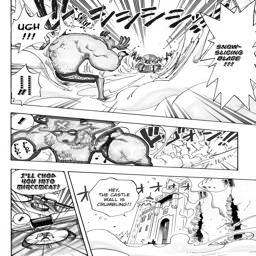 UGH
!!!
SNOW-
SLICING
BLADE
!!!
I'LL CHOP
YOU INTO
MINCEMEAT!!
HEY,
THE CASTLE
WALL IS
CRUMBLING!!